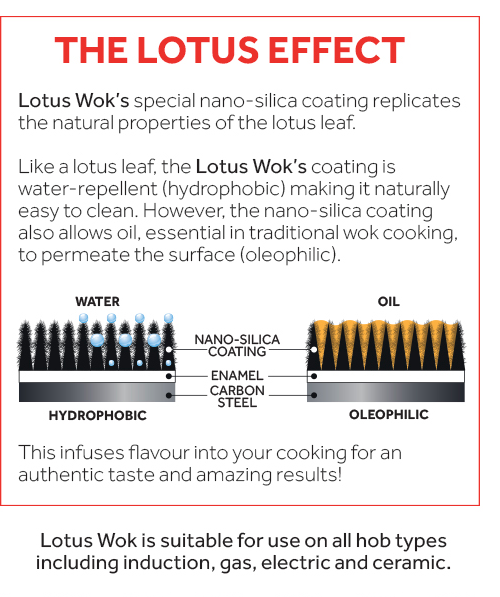 THE LOTUS EFFECT
Lotus Wok's special nano-silica coating replicates
the natural properties of the lotus leaf.
Like a lotus leaf, the Lotus Wok's coating is
water-repellent (hydrophobic) making it naturally
easy to clean. However, the nano-silica coating
also allows oil, essential in traditional wok cooking,
to permeate the surface (oleophilic).
WATER
OIL
NANO-SILICA
COATING
ENAMEL
CARBON
STEEL
HYDROPHOBIC
OLEOPHILIC
This infuses flavour into your cooking for an
authentic taste and amazing results!
Lotus Wok is suitable for use on all hob types
including induction, gas, electric and ceramic.